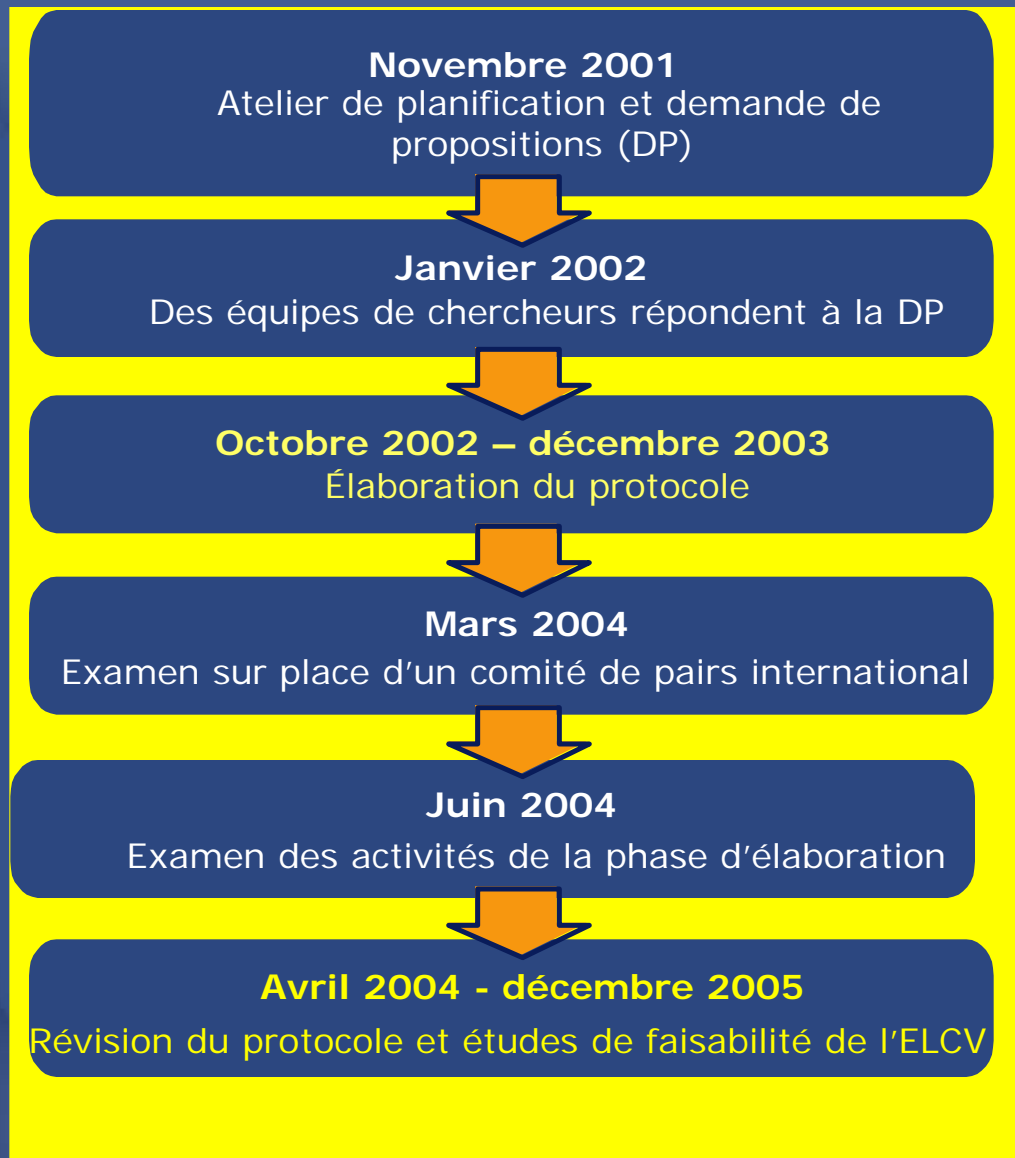 Novembre 2001
Atelier de planification et demande de
propositions (DP)
Janvier 2002
Des équipes de chercheurs répondent à la DP
Octobre 2002 – décembre 2003
Élaboration du protocole
Mars 2004
Examen sur place d’un comité de pairs international
Juin 2004
Examen des activités de la phase d’élaboration
Avril 2004 - décembre 2005
Révision du protocole et études de faisabilité de l’ELCV